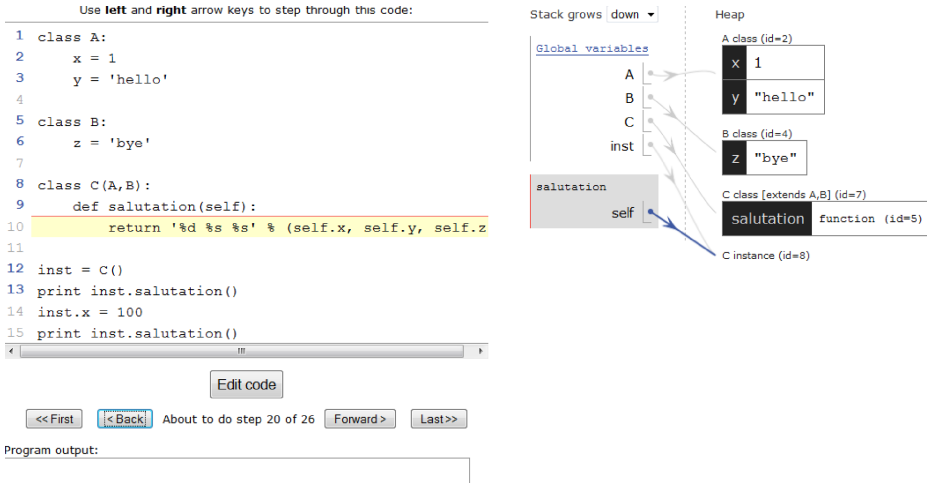 Use left and right arrow keys to step through this code:
1 class A:
2     x = 1
3     y = 'hello'
4
5 class B:
6     z = 'bye'
7
8 class C(A,B):
9     def salutation(self):
10         return '%d %s %s' % (self.x, self.y, self.z
11
12 inst = C()
13 print inst.salutation()
14 inst.x = 100
15 print inst.salutation()
Edit code
<< First < Back About to do step 20 of 26 Forward > Last >>
Program output:
Stack grows down
Global variables
A
B
C
inst
salutation
self
Heap
A class (id=2)
x 1
y "hello"
B class (id=4)
z "bye"
C class [extends A,B] (id=7)
salutation function (id=5)
C instance (id=8)